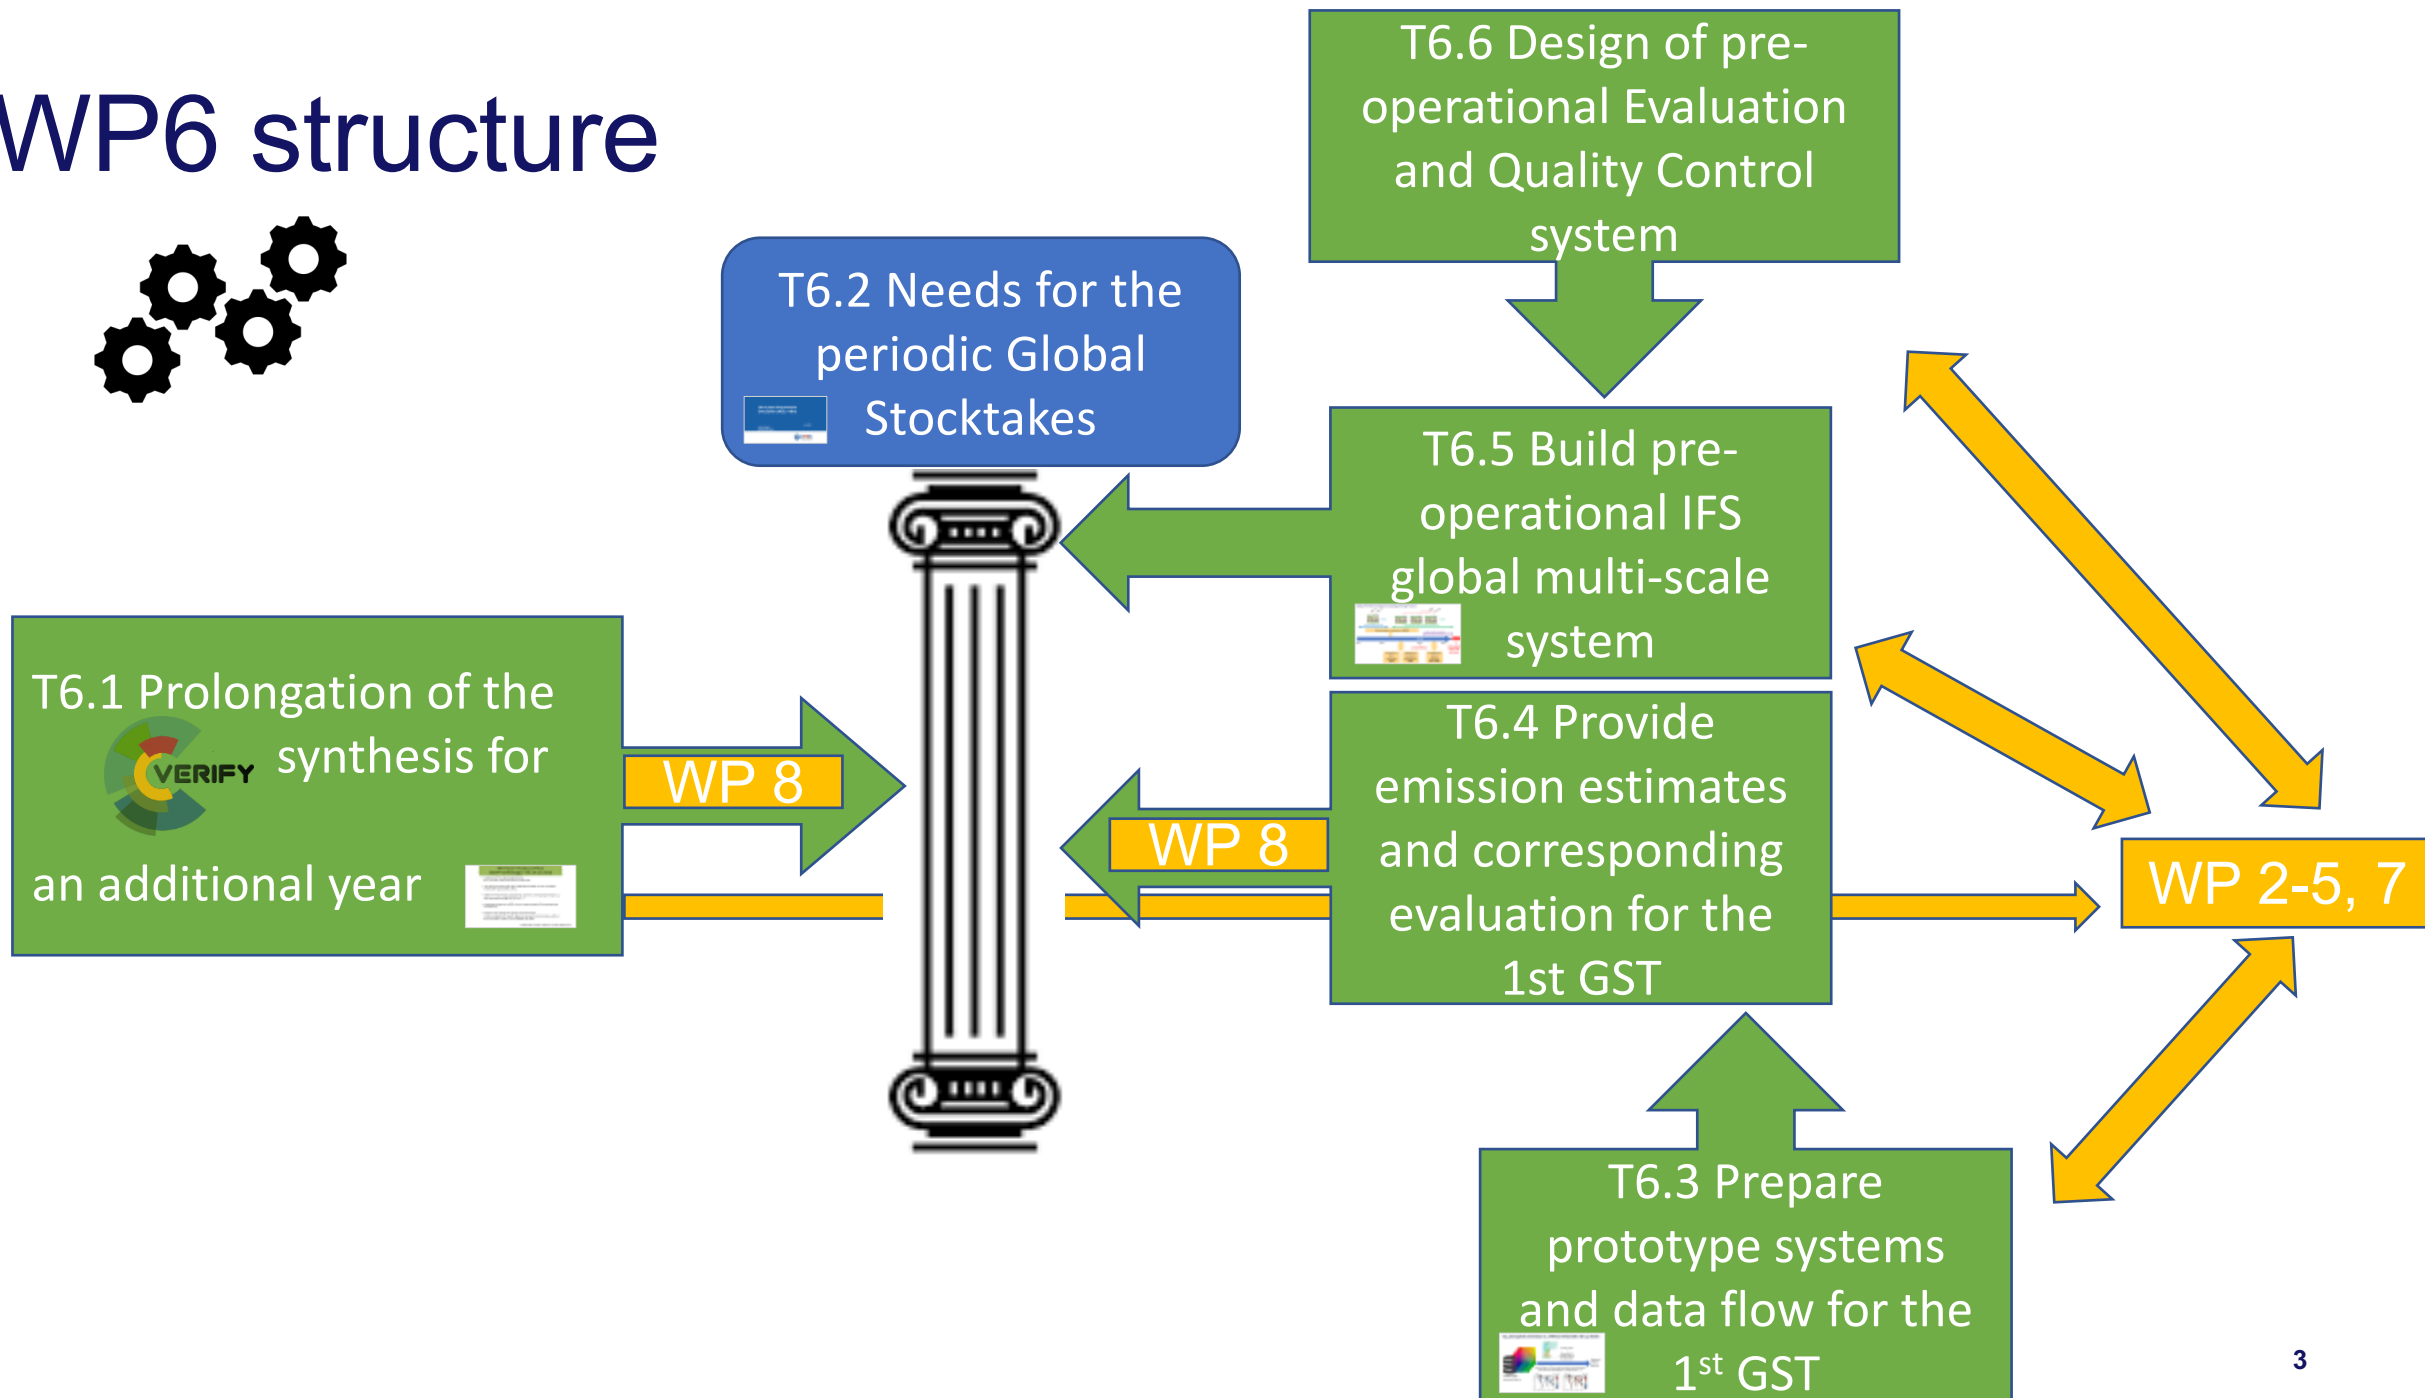 WP6 structure
T6.6 Design of pre-
operational Evaluation
and Quality Control
system
T6.2 Needs for the
periodic Global
Stocktakes
T6.5 Build pre-
operational IFS
global multi-scale
system
T6.1 Prolongation of the
VERIFY synthesis for
an additional year
WP 8
WP 8
T6.4 Provide
emission estimates
and corresponding
evaluation for the
1st GST
WP 2-5, 7
T6.3 Prepare
prototype systems
and data flow for the
1st GST
3